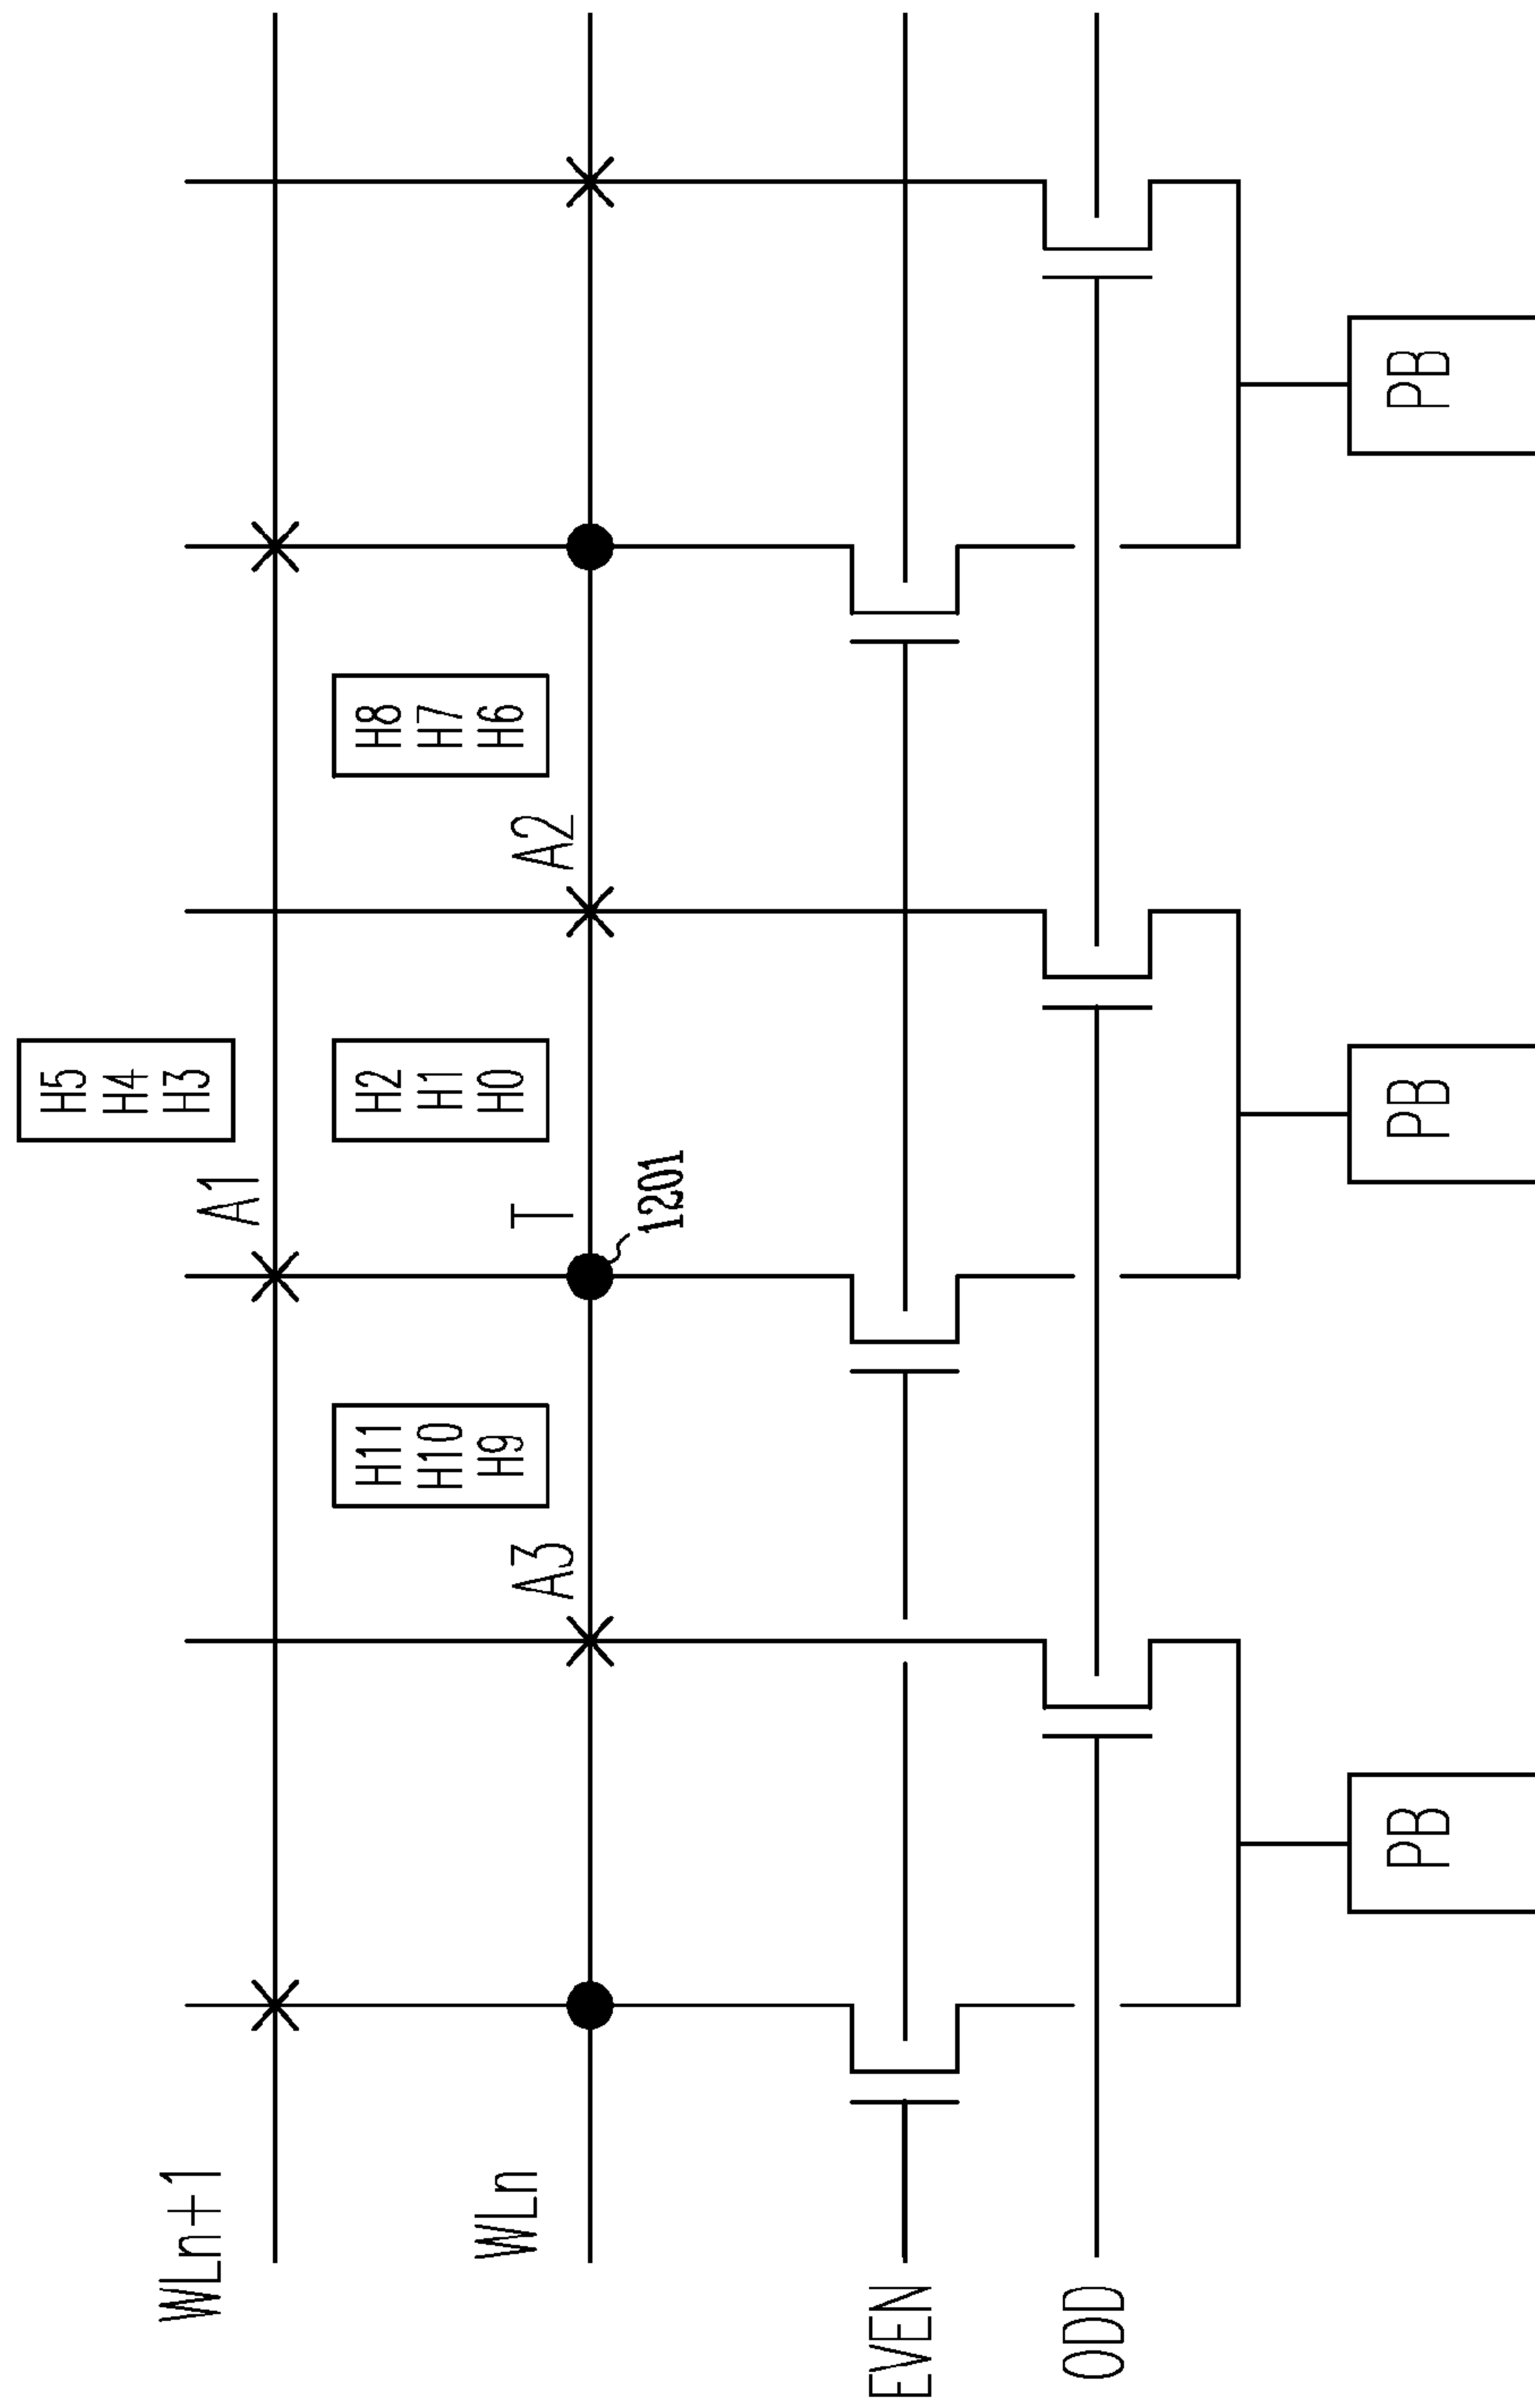 H5
H4
H3
WLn+1
A1
H11
H10
H9
H2
H1
H0
H8
H7
H6
WLn
A3
T
A2
1201
EVEN
ODD
PB
PB
PB